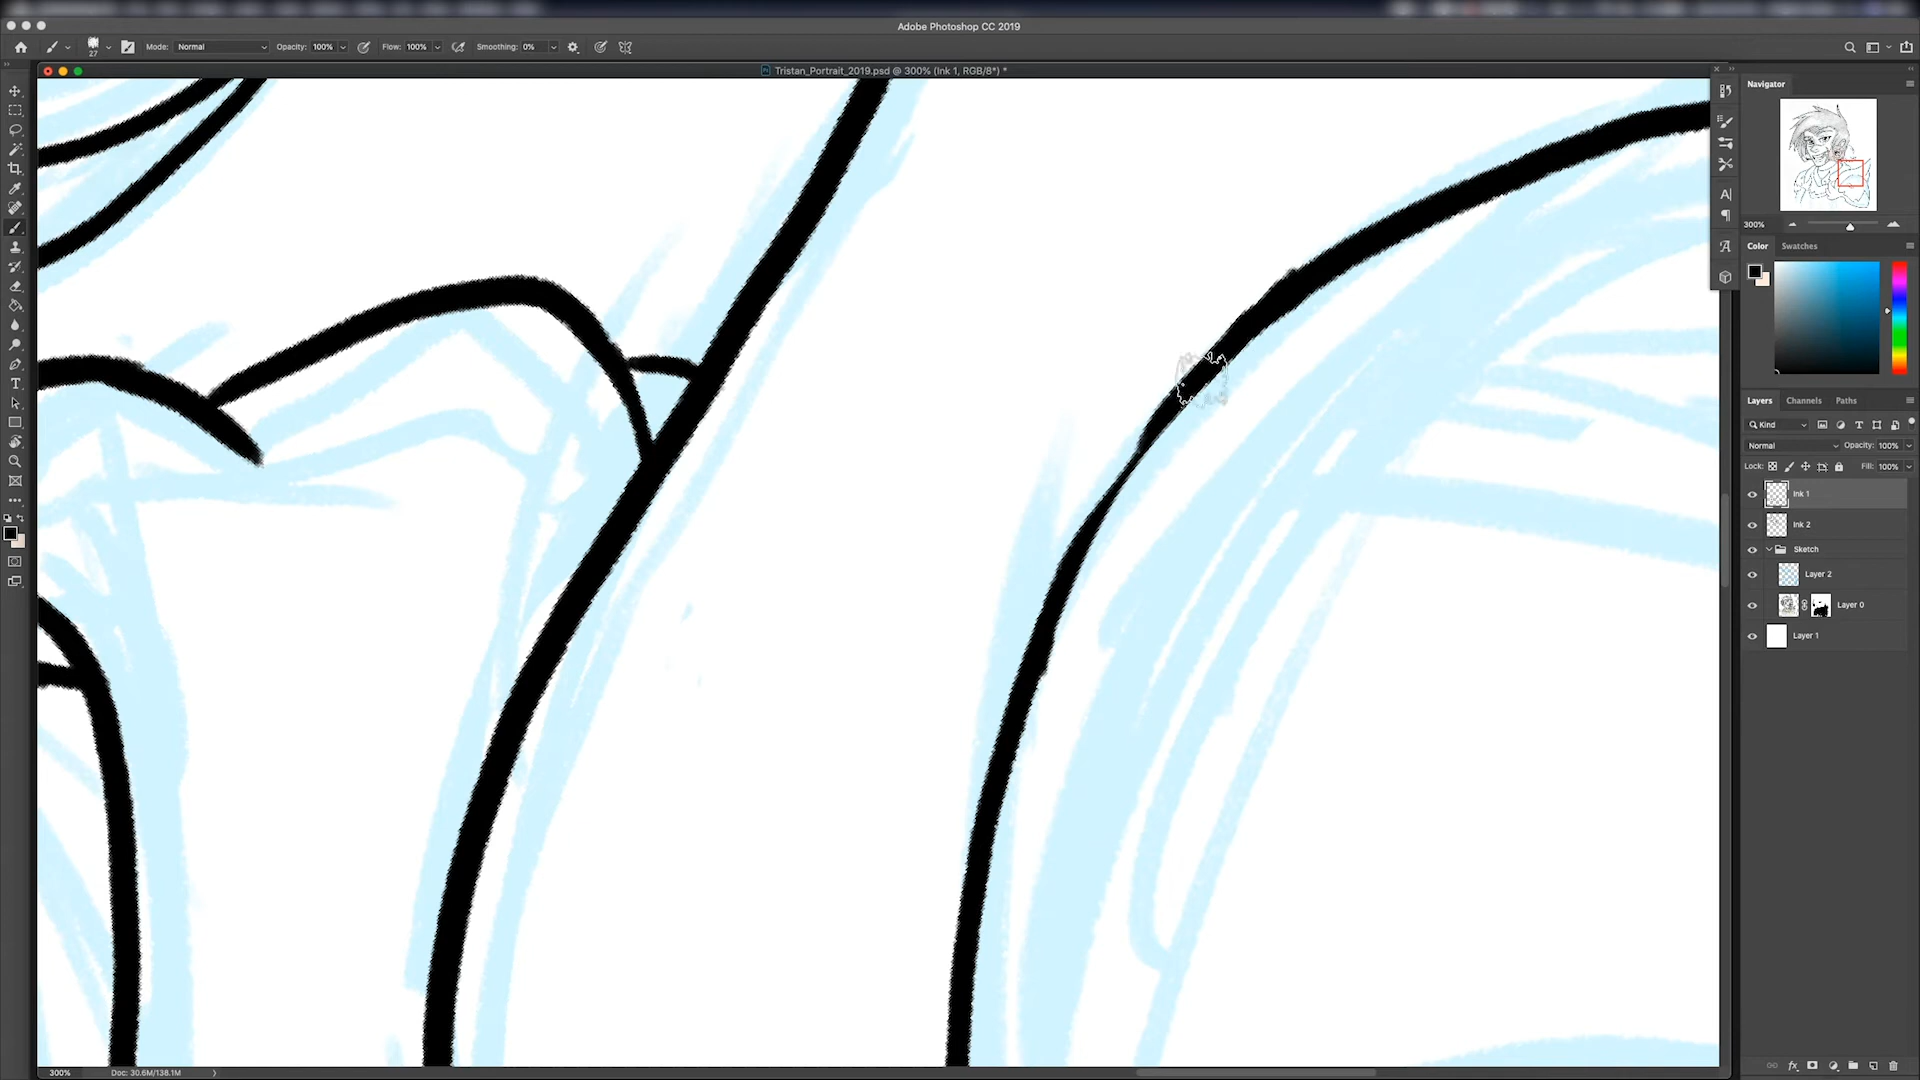 Adobe Photoshop CC 2019
27
Mode: Normal
Opacity: 100%
Flow: 100%
Smoothing: 0%
Tristan_Portrait_2019.psd @ 300% (Ink 1, RGB/8*) *
Navigator
300%
Color
Swatches
Layers
Channels
Paths
Kind
Normal
Opacity: 100%
Lock:
Fill: 100%
Ink 1
Ink 2
Sketch
Layer 2
Layer 0
Layer 1
300%
Doc: 30.6M/138.1M